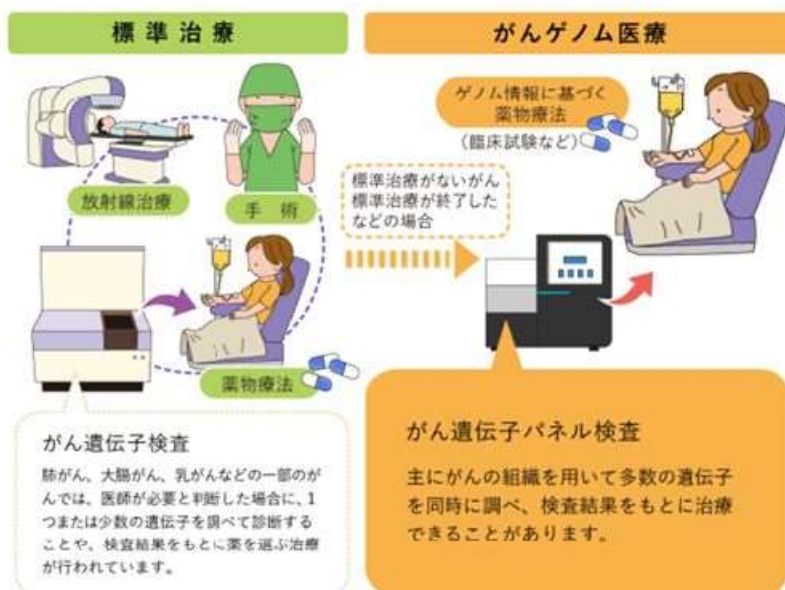 標準治療
がんゲノム医療
放射線治療
手術
薬物療法
ゲノム情報に基づく
薬物療法
(臨床試験など)
標準治療がないがん
標準治療が終了した
などの場合
がん遺伝子検査
肺がん、大腸がん、乳がんなどの一部のが
んでは、医師が必要と判断した場合に、1
つまたは少数の遺伝子を調べて診断する
ことや、検査結果をもとに薬を選ぶ治療
が行われています。
がん遺伝子パネル検査
主にがんの組織を用いて多数の遺伝子
を同時に調べ、検査結果をもとに治療
できることがあります。